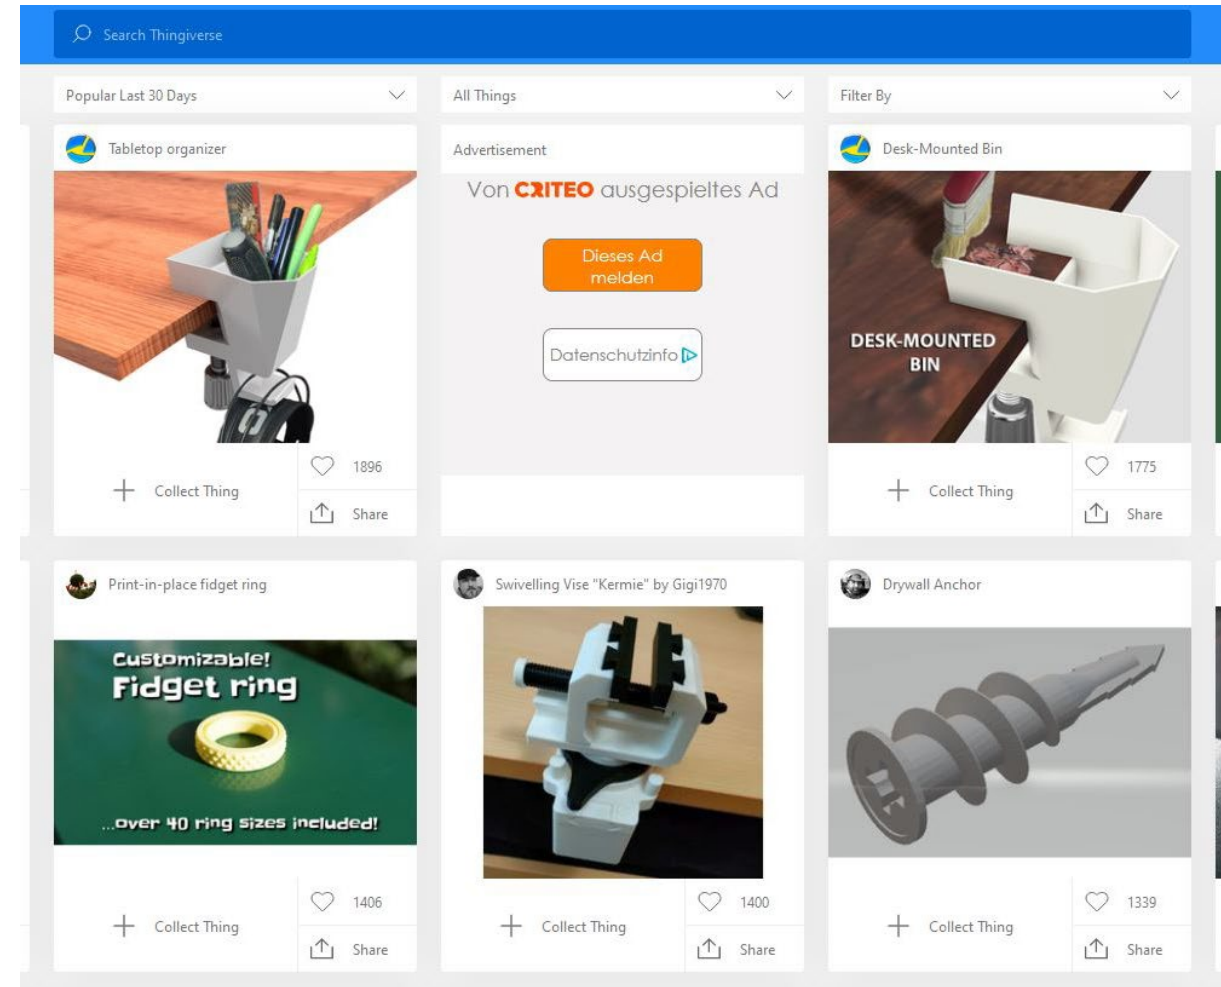 Search Thingiverse
Popular Last 30 Days
All Things
Filter By
Tabletop organizer
1896
Collect Thing
Share
Advertisement
Von CRITEO ausgespieltes Ad
Dieses Ad
melden
Datenschutzinfo
Desk-Mounted Bin
DESK-MOUNTED
BIN
1775
Collect Thing
Share
Print-in-place fidget ring
Customizable!
Fidget ring
...over 40 ring sizes included!
1406
Collect Thing
Share
Swivelling Vise "Kermie" by Gigi1970
1400
Collect Thing
Share
Drywall Anchor
1339
Collect Thing
Share